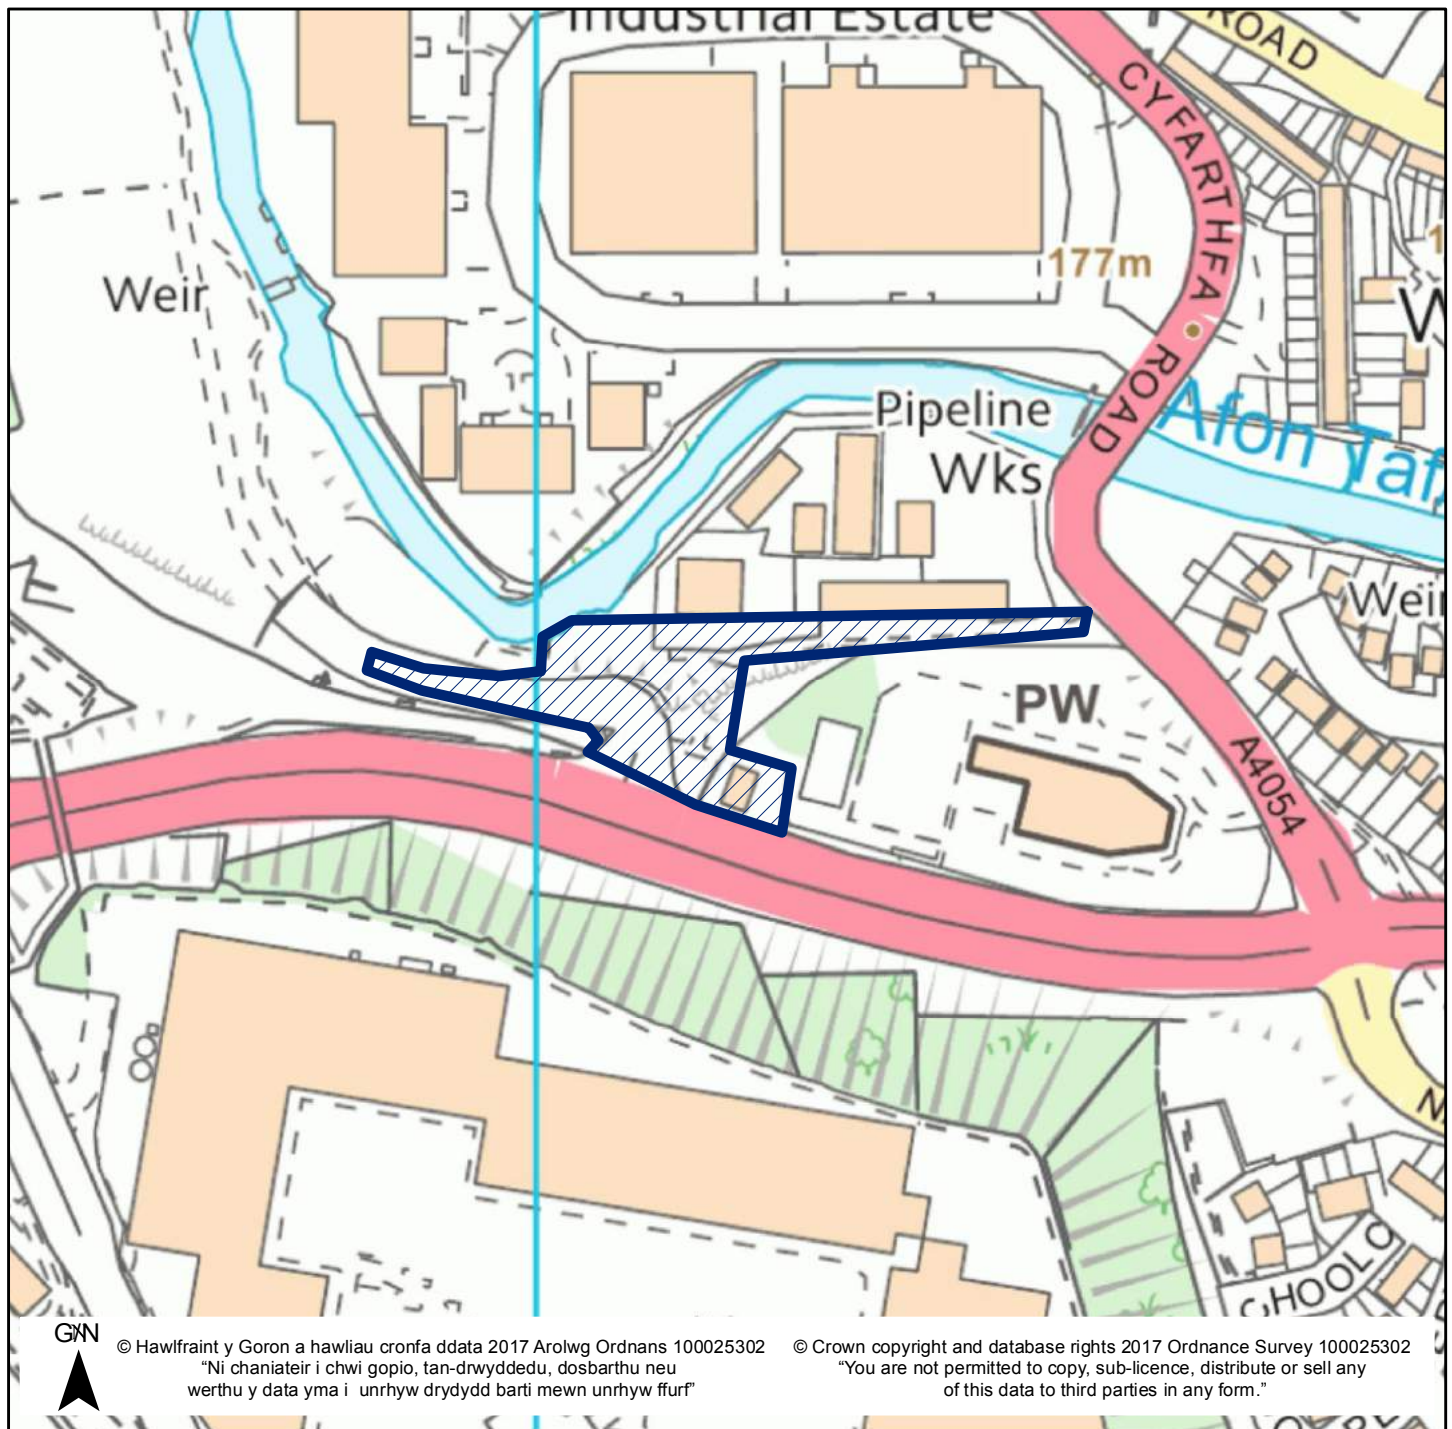 Industrial Estate
ROAD
CYFARTHFA ROAD
177m
Weir
Pipeline
Wks
Afon Taf
Weir
PW
A4054
G/N
© Hawlfraint y Goron a hawliau cronfa ddata 2017 Arolwg Ordnans 100025302
“Ni chaniateir i chwi gopio, tan-drwyddedu, dosbarthu neu
werthu y data yma i unrhyw drydydd barti mewn unrhyw ffurf”
© Crown copyright and database rights 2017 Ordnance Survey 100025302
“You are not permitted to copy, sub-licence, distribute or sell any
of this data to third parties in any form.”